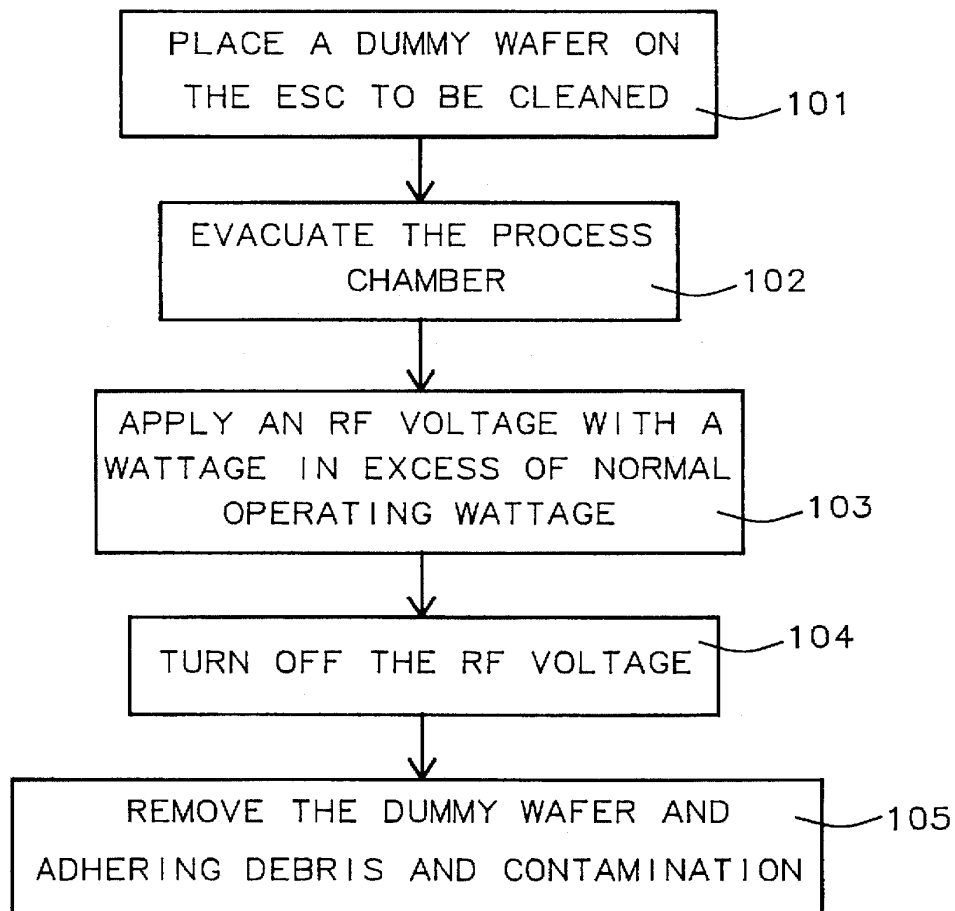 PLACE A DUMMY WAFER ON
THE ESC TO BE CLEANED
101
EVACUATE THE PROCESS
CHAMBER
102
APPLY AN RF VOLTAGE WITH A
WATTAGE IN EXCESS OF NORMAL
OPERATING WATTAGE
103
TURN OFF THE RF VOLTAGE
104
REMOVE THE DUMMY WAFER AND
ADHERING DEBRIS AND CONTAMINATION
105